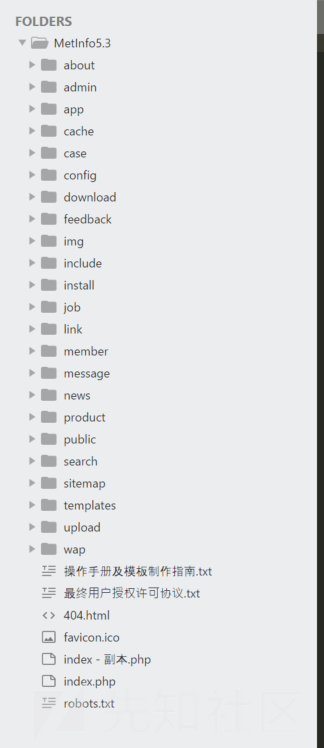 FOLDERS
MetInfo5.3
about
admin
app
cache
case
config
download
feedback
img
include
install
job
link
member
message
news
product
public
search
sitemap
templates
upload
wap
操作手册及模板制作指南.txt
最终用户授权许可协议.txt
404.html
favicon.ico
index - 副本.php
index.php
robots.txt
先知社区